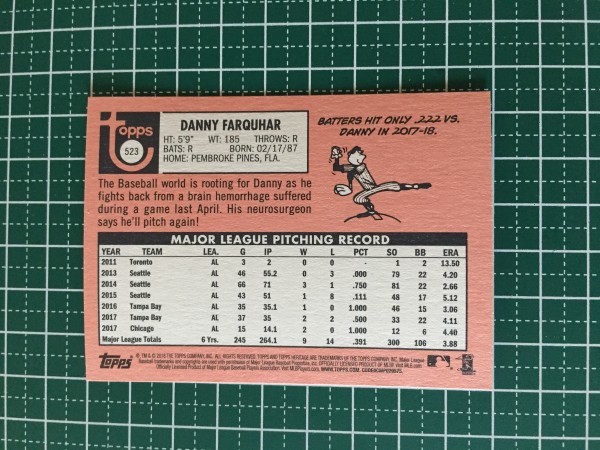 topps
523
DANNY FARQUHAR
HT: 5'9" WT: 185 THROWS: R
BATS: R BORN: 02/17/87
HOME: PEMBROKE PINES, FLA.
BATTERS HIT ONLY .222 VS.
DANNY IN 2017-18.
The Baseball world is rooting for Danny as he
fights back from a brain hemorrhage suffered
during a game last April. His neurosurgeon
says he'll pitch again!
MAJOR LEAGUE PITCHING RECORD
YEAR TEAM LEA. G IP W L PCT SO BB ERA
2011 Toronto AL 3 2 0 0 - 1 2 13.50
2013 Seattle AL 46 55.2 0 3 .000 79 22 4.20
2014 Seattle AL 66 71 3 1 .750 81 22 2.66
2015 Seattle AL 43 51 1 8 .111 48 17 5.12
2016 Tampa Bay AL 35 35.1 1 0 1.000 46 15 3.06
2017 Tampa Bay AL 37 35 2 2 .500 33 22 4.11
2017 Chicago AL 15 14.1 2 0 1.000 12 6 4.40
Major League Totals 6 Yrs. 245 264.1 9 14 .391 300 106 3.88
topps